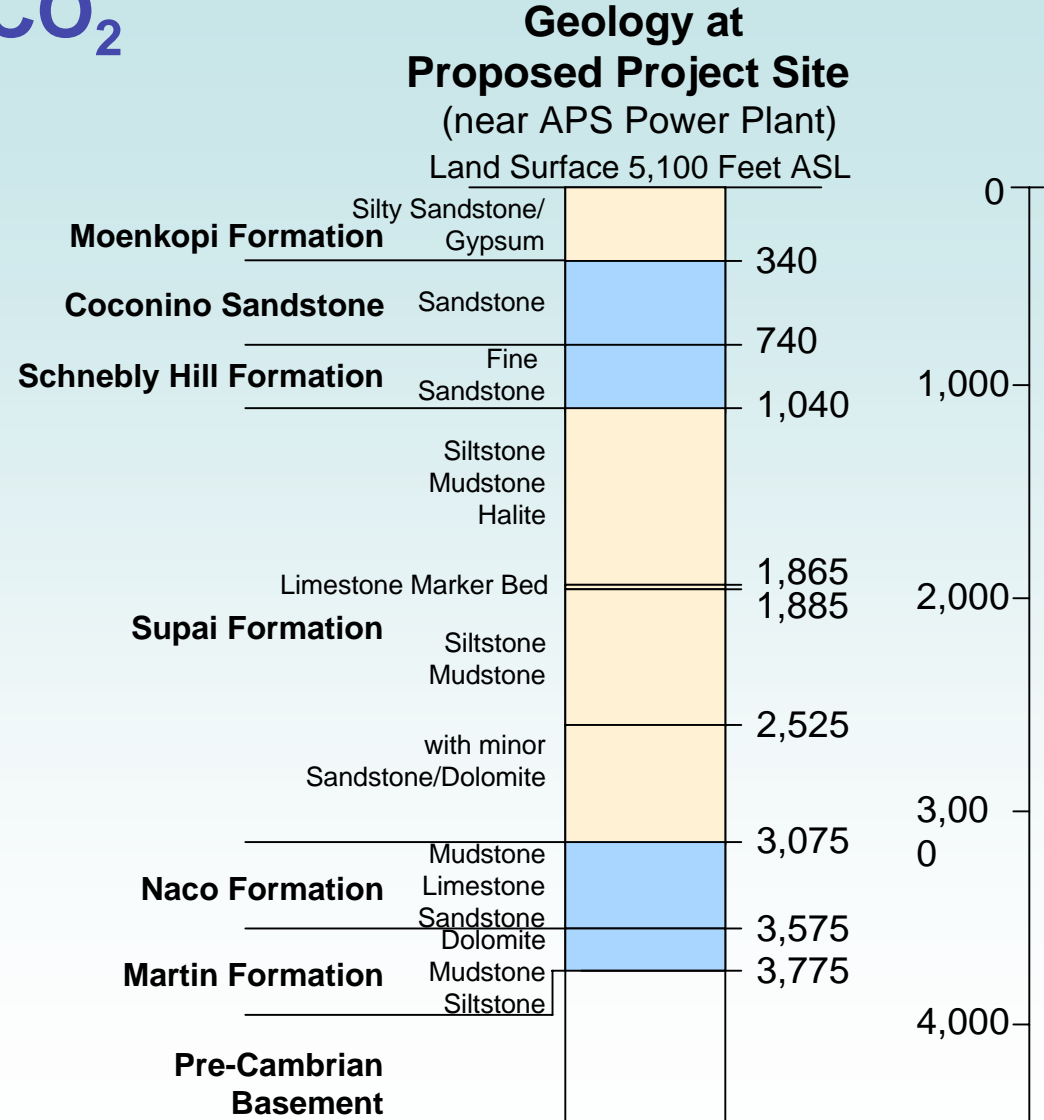 CO2
Geology at
Proposed Project Site
(near APS Power Plant)
Land Surface 5,100 Feet ASL
0
Silty Sandstone/
Gypsum
Moenkopi Formation
340
Coconino Sandstone
Sandstone
740
Schnebly Hill Formation
Fine
Sandstone
1,000
1,040
Siltstone
Mudstone
Halite
1,865
Limestone Marker Bed
1,885
2,000
Supai Formation
Siltstone
Mudstone
2,525
with minor
Sandstone/Dolomite
3,00
0
3,075
Naco Formation
Mudstone
Limestone
Sandstone
3,575
Martin Formation
Dolomite
Mudstone
Siltstone
3,775
4,000
Pre-Cambrian
Basement